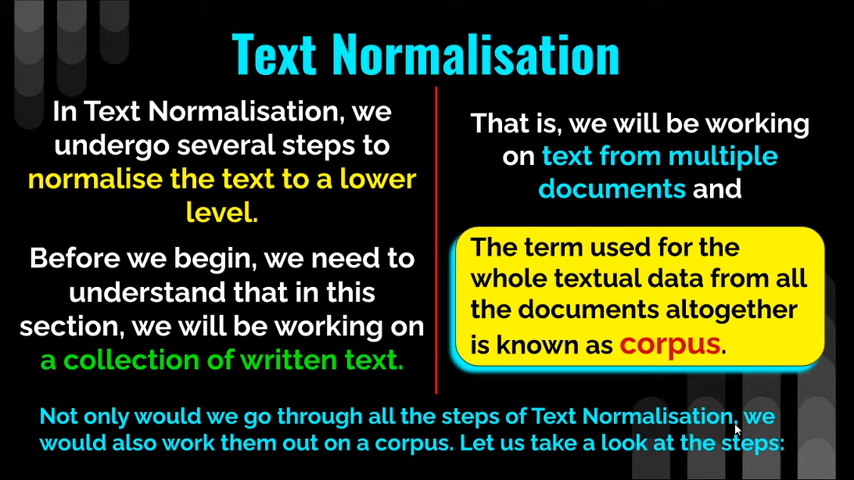 Text Normalisation
In Text Normalisation, we
undergo several steps to
normalise the text to a lower
level.
Before we begin, we need to
understand that in this
section, we will be working on
a collection of written text.
That is, we will be working
on text from multiple
documents and
The term used for the
whole textual data from all
the documents altogether
is known as corpus.
Not only would we go through all the steps of Text Normalisation, we
would also work them out on a corpus. Let us take a look at the steps: